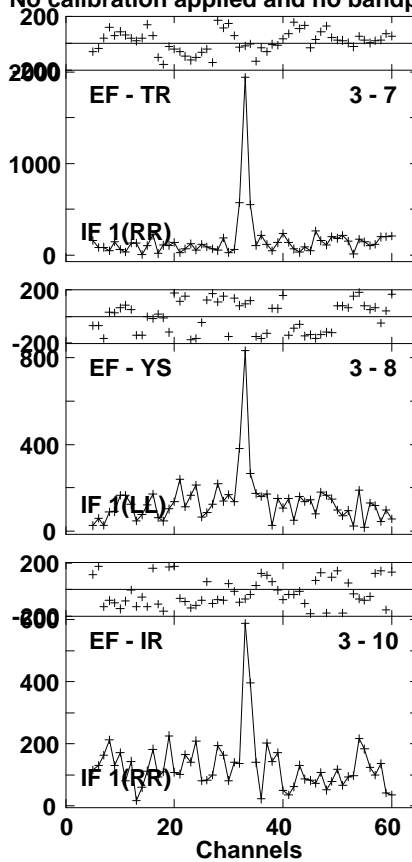 No calibration applied and no bandp
200
-200
2000
EF - TR 3 - 7
1000
IF 1(RR)
0
200
-200
800
EF - YS 3 - 8
400
IF 1(LL)
0
200
-200
600
EF - IR 3 - 10
400
200
IF 1(RR)
0
0 20 40 60
Channels